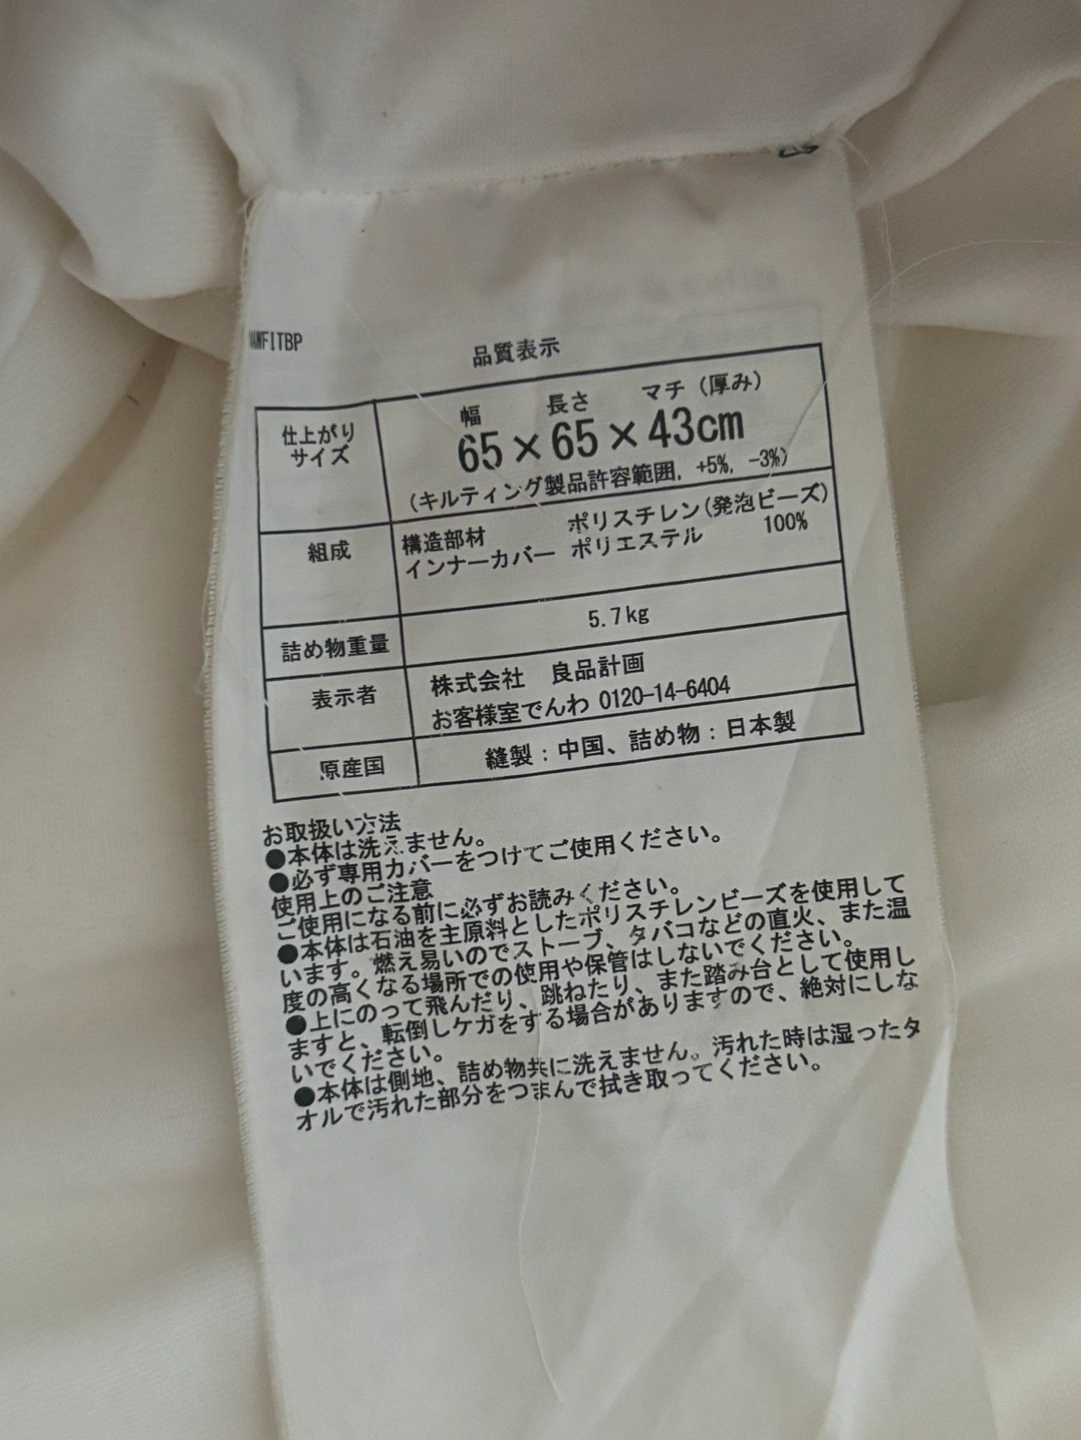 WFITBP
品質表示
仕上がり
サイズ
幅 長さ マチ（厚み）
65×65×43cm
(キルティング製品許容範囲, +5%, -3%)
組成
構造部材 ポリスチレン(発泡ビーズ)
インナーカバー ポリエステル 100%
詰め物重量 5.7kg
表示者
株式会社 良品計画
お客様室でんわ 0120-14-6404
原産国 縫製：中国、詰め物：日本製
お取扱い方法
●本体は洗えません。
●必ず専用カバーをつけてご使用ください。
使用上のご注意
ご使用になる前に必ずお読みください。
●本体は石油を主原料としたポリスチレンビーズを使用して
います。燃え易いのでストーブ、タバコなどの直火、また温
度の高くなる場所での使用や保管はしないでください。
●上にのって飛んだり、跳ねたり、また踏み台として使用し
ますと、転倒しケガをする場合がありますので、絶対にしな
いでください。
●本体は側地、詰め物共に洗えません。汚れた時は湿ったタ
オルで汚れた部分をつまんで拭き取ってください。